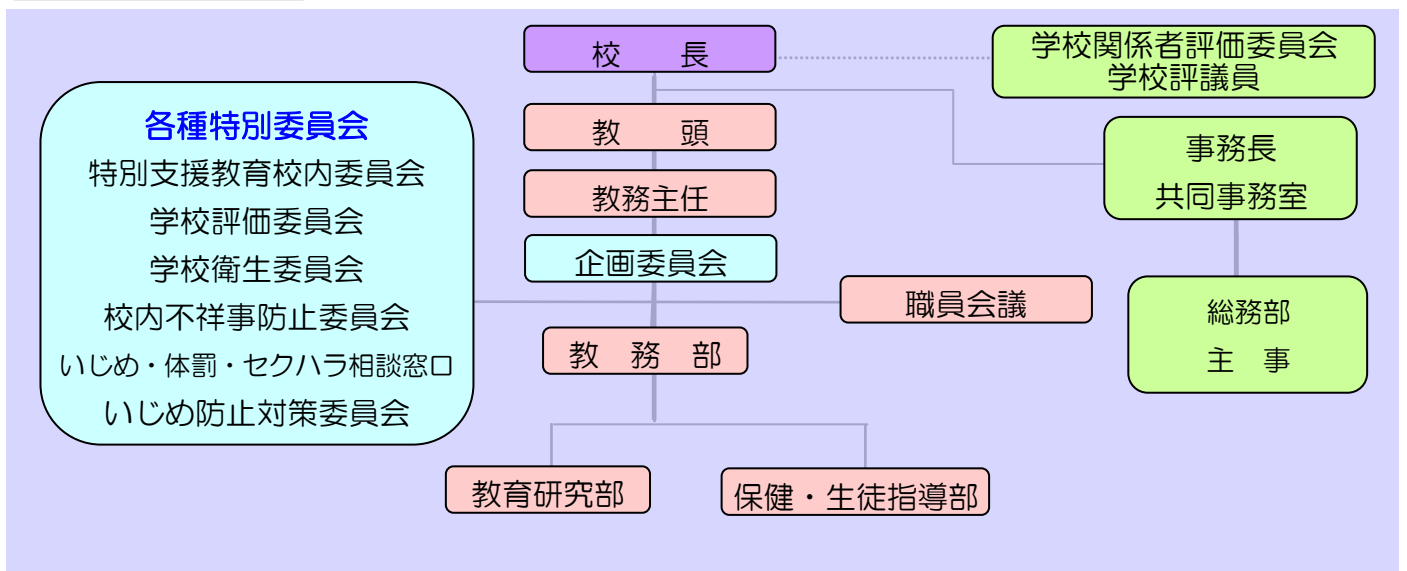 校　　長
学校関係者評価委員会
学校評議員
各種特別委員会
特別支援教育校内委員会
学校評価委員会
学校衛生委員会
校内不祥事防止委員会
いじめ・体罰・セクハラ相談窓口
いじめ防止対策委員会
教　　頭
教務主任
企画委員会
事務長
共同事務室
職員会議
総務部
主　事
教　務　部
教育研究部
保健・生徒指導部